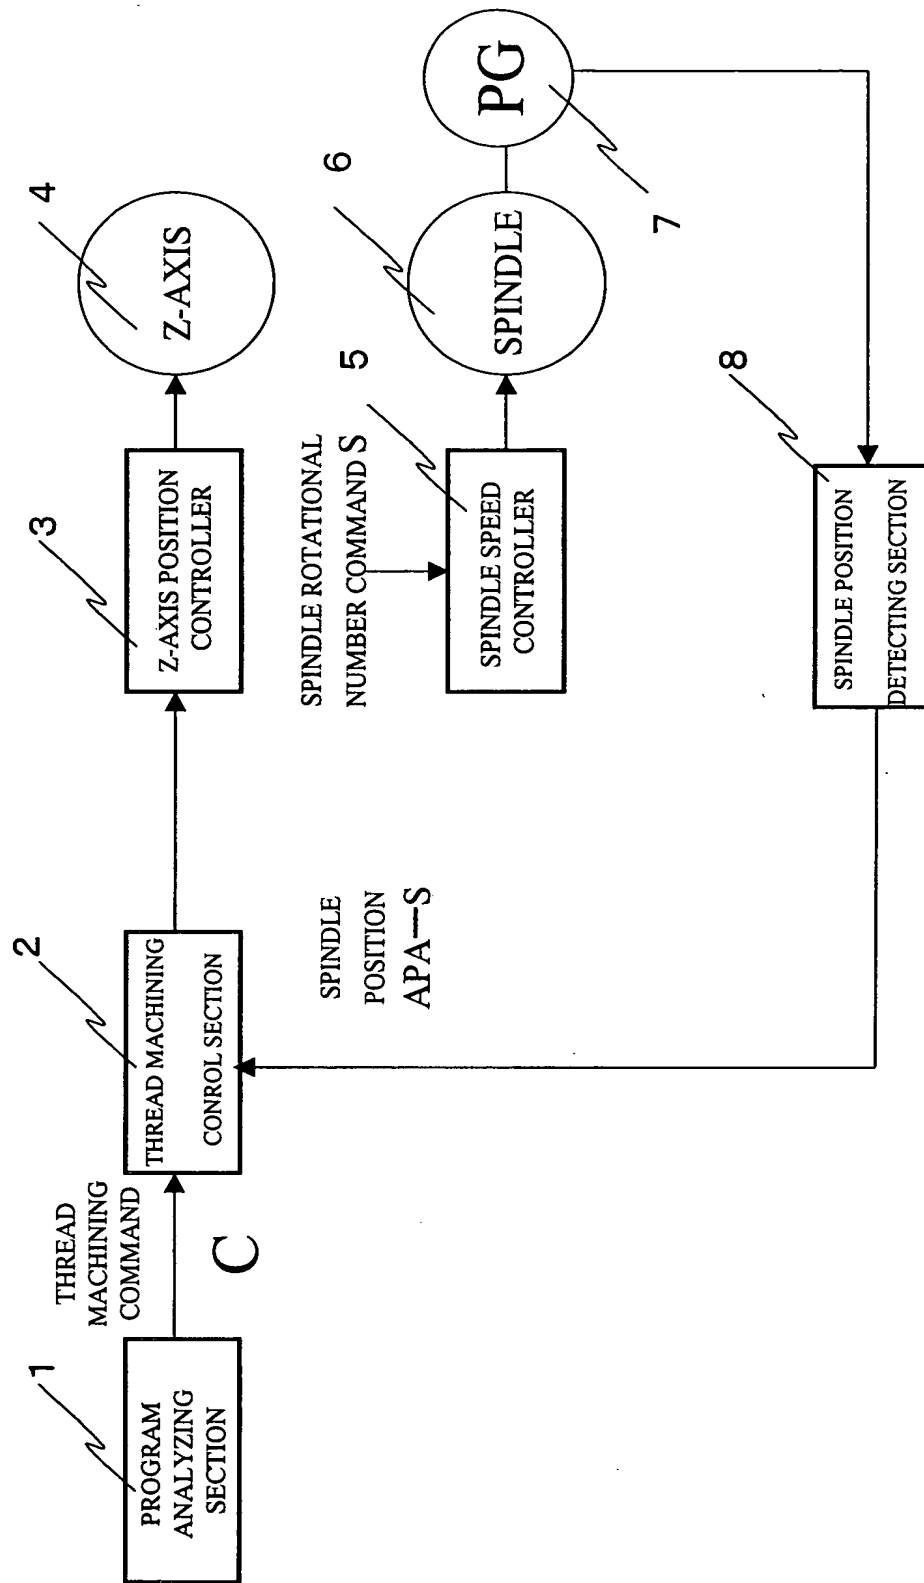 1
PROGRAM
ANALYZING
SECTION
THREAD
MACHINING
COMMAND
C
2
THREAD MACHINING
CONROL SECTION
3
Z-AXIS POSITION
CONTROLLER
4
Z-AXIS
SPINDLE ROTATIONAL
NUMBER COMMAND S
5
SPINDLE SPEED
CONTROLLER
6
SPINDLE
PG
7
SPINDLE
POSITION
APA—S
8
SPINDLE POSITION
DETECTING SECTION